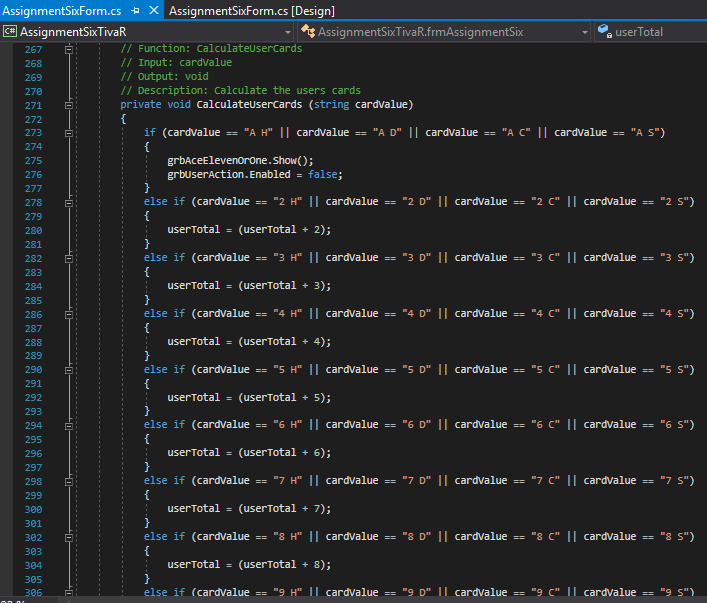 AssignmentSixForm.cs AssignmentSixForm.cs [Design]
C# AssignmentSixTivaR AssignmentSixTivaR.frmAssignmentSix userTotal
267 // Function: CalculateUserCards
268 // Input: cardValue
269 // Output: void
270 // Description: Calculate the users cards
271 private void CalculateUserCards (string cardValue)
272 {
273 if (cardValue == "A H" || cardValue == "A D" || cardValue == "A C" || cardValue == "A S")
274 {
275 grbAceElevenOrOne.Show();
276 grbUserAction.Enabled = false;
277 }
278 else if (cardValue == "2 H" || cardValue == "2 D" || cardValue == "2 C" || cardValue == "2 S")
279 {
280 userTotal = (userTotal + 2);
281 }
282 else if (cardValue == "3 H" || cardValue == "3 D" || cardValue == "3 C" || cardValue == "3 S")
283 {
284 userTotal = (userTotal + 3);
285 }
286 else if (cardValue == "4 H" || cardValue == "4 D" || cardValue == "4 C" || cardValue == "4 S")
287 {
288 userTotal = (userTotal + 4);
289 }
290 else if (cardValue == "5 H" || cardValue == "5 D" || cardValue == "5 C" || cardValue == "5 S")
291 {
292 userTotal = (userTotal + 5);
293 }
294 else if (cardValue == "6 H" || cardValue == "6 D" || cardValue == "6 C" || cardValue == "6 S")
295 {
296 userTotal = (userTotal + 6);
297 }
298 else if (cardValue == "7 H" || cardValue == "7 D" || cardValue == "7 C" || cardValue == "7 S")
299 {
300 userTotal = (userTotal + 7);
301 }
302 else if (cardValue == "8 H" || cardValue == "8 D" || cardValue == "8 C" || cardValue == "8 S")
303 {
304 userTotal = (userTotal + 8);
305 }
306 else if (cardValue == "9 H" || cardValue == "9 D" || cardValue == "9 C" || cardValue == "9 S")